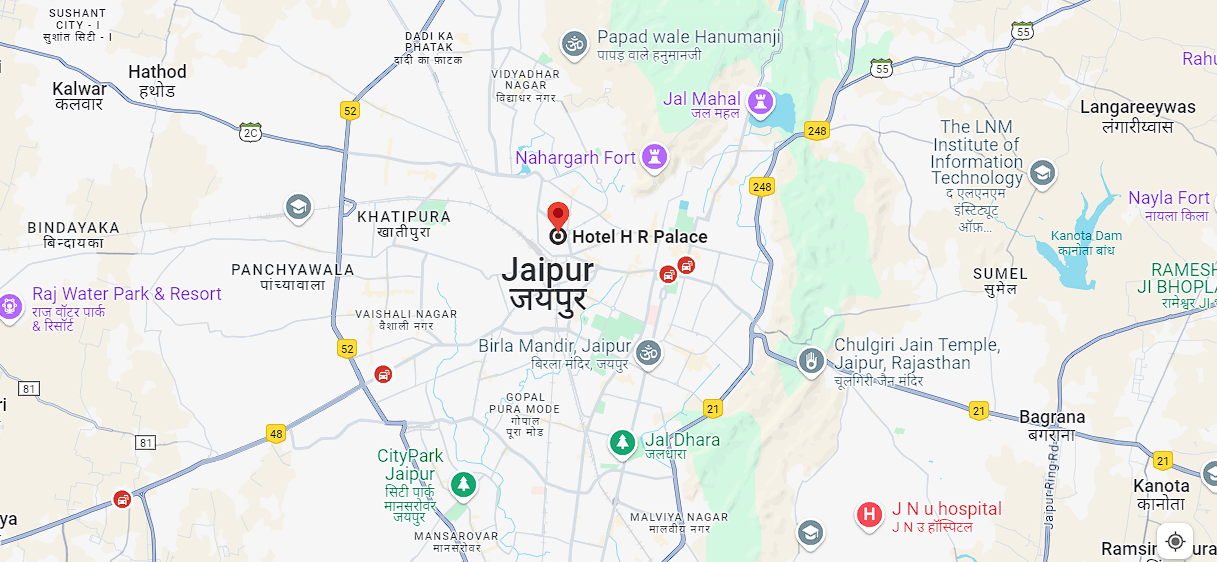 SUSHANT
CITY - I
सुशांत सिटी - I
DADI KA
PHATAK
दादी का फ़ाटक
Papad wale Hanumanji
पापड़ वाले हनुमानजी
55
55
Hathod
हथोड
Kalwar
कलवार
VIDYADHAR
NAGAR
विद्याधर नगर
52
2C
Jal Mahal
जल महल
248
Langareeywas
लंगारीय्वास
The LNM
Institute of
Information
Technology
द एलएनएम
इंस्टिट्यूट
ऑफ़...
Nahargarh Fort
248
Nayla Fort
नायला किला
KHATIPURA
खातीपुरा
BINDAYAKA
बिन्दायका
Hotel H R Palace
Kanota Dam
कानोता बांध
PANCHYAWALA
पांच्यावाला
Jaipur
जयपुर
SUMEL
सुमेल
RAMESH
JI BHOPLA
रामेश्वर जि
Raj Water Park & Resort
राज वॉटर पार्क
& रिसॉर्ट
VAISHALI NAGAR
वैशाली नगर
52
Birla Mandir, Jaipur
बिरला मंदिर, जयपुर
Chulgiri Jain Temple,
Jaipur, Rajasthan
चूलगिरी जैन मंदिर
81
GOPAL
PURA MODE
गोपाल
पूरा मोड
21
21
Bagrana
बगराना
48
81
Jal Dhara
जलधारा
CityPark
Jaipur
सिटी पार्क
मानसरोवर
जयपुर
21
Jaipur Ring Rd
Kanota
कानोता
MALVIYA NAGAR
मालवीय नगर
H
J N u hospital
J N उ हॉस्पिटल
MANSAROVAR
मानसरोवर